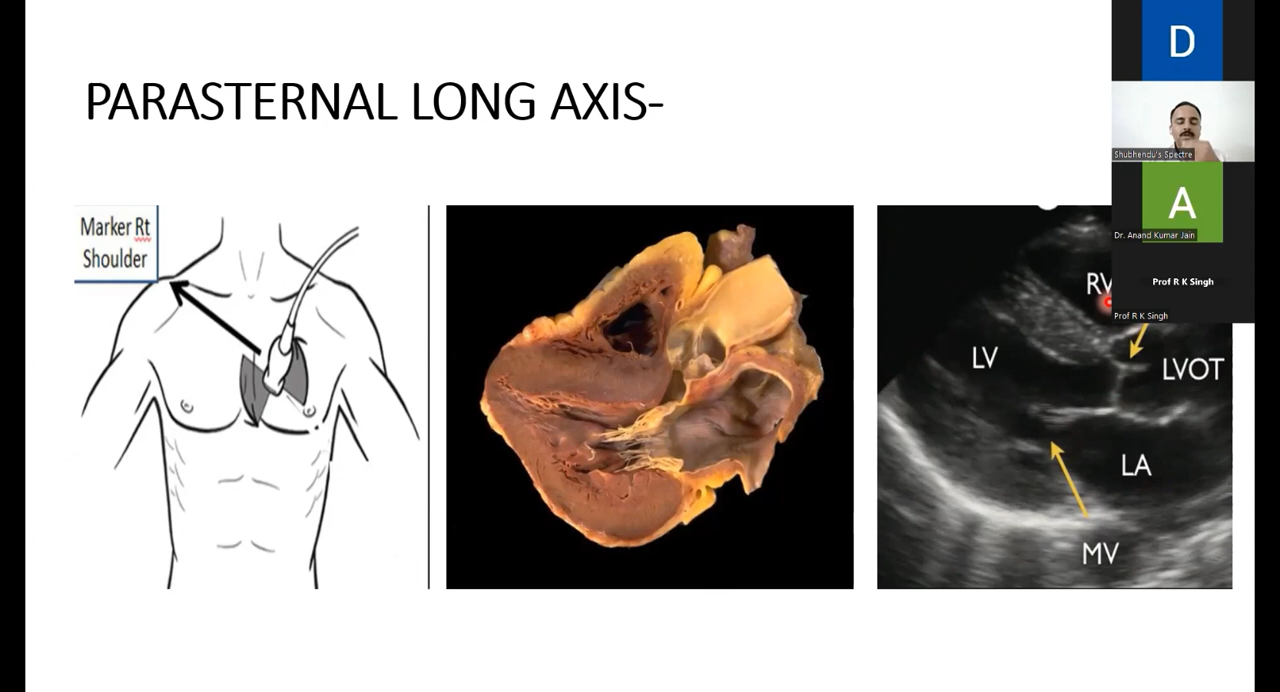 PARASTERNAL LONG AXIS-
Marker Rt
Shoulder
LV
RV
LVOT
LA
MV
D
Shubhendu's Spectre
A
Dr. Anand Kumar Jain
Prof R K Singh
Prof R K Singh